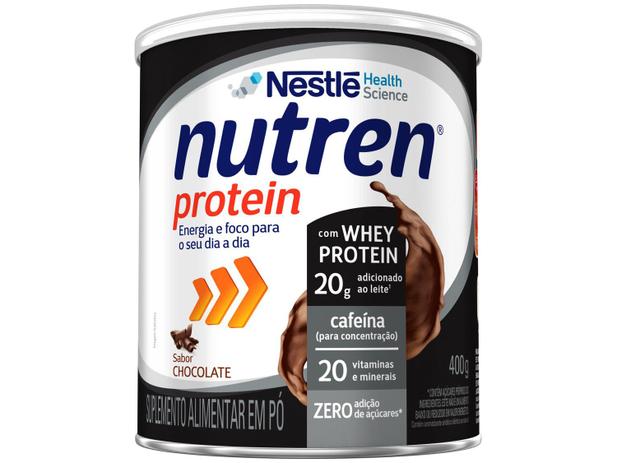 Nestlé Health Science
nutren®
protein
Energia e foco para
o seu dia a dia
com WHEY
PROTEIN
20g adicionado
ao leite¹
cafeína
(para concentração)
20 vitaminas
e minerais
ZERO adição
de açúcares*
Sabor
CHOCOLATE
400g
SUPLEMENTO ALIMENTAR EM PÓ